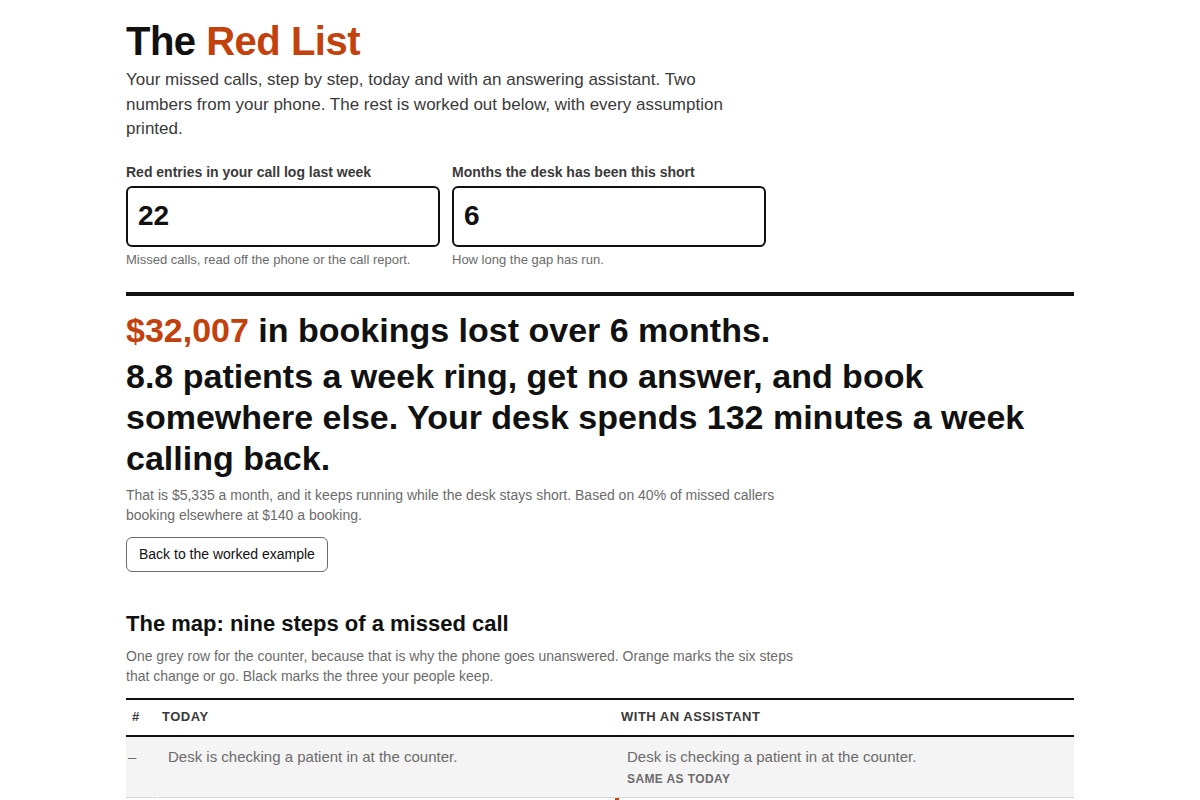 The Red List
Your missed calls, step by step, today and with an answering assistant. Two
numbers from your phone. The rest is worked out below, with every assumption
printed.
Red entries in your call log last week
22
Missed calls, read off the phone or the call report.
Months the desk has been this short
6
How long the gap has run.
$32,007 in bookings lost over 6 months.
8.8 patients a week ring, get no answer, and book
somewhere else. Your desk spends 132 minutes a week
calling back.
That is $5,335 a month, and it keeps running while the desk stays short. Based on 40% of missed callers
booking elsewhere at $140 a booking.
Back to the worked example
The map: nine steps of a missed call
One grey row for the counter, because that is why the phone goes unanswered. Orange marks the six steps
that change or go. Black marks the three your people keep.
# TODAY WITH AN ASSISTANT
– Desk is checking a patient in at the counter. Desk is checking a patient in at the counter.
SAME AS TODAY